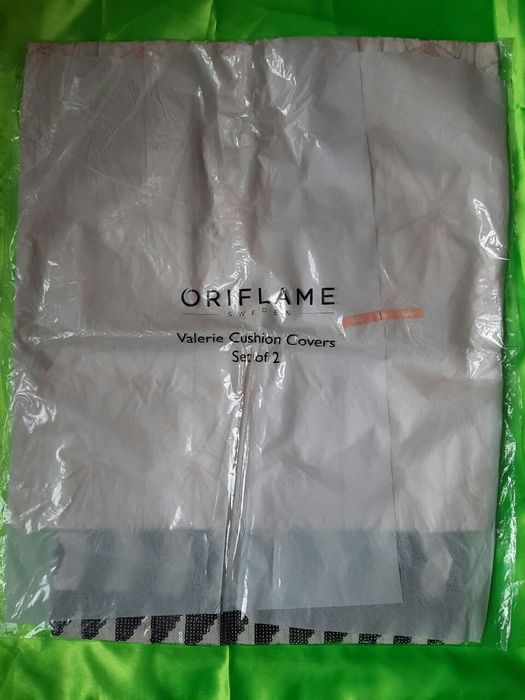 ORIFLAME
SWEDEN
Valerie Cushion Covers
Set of 2